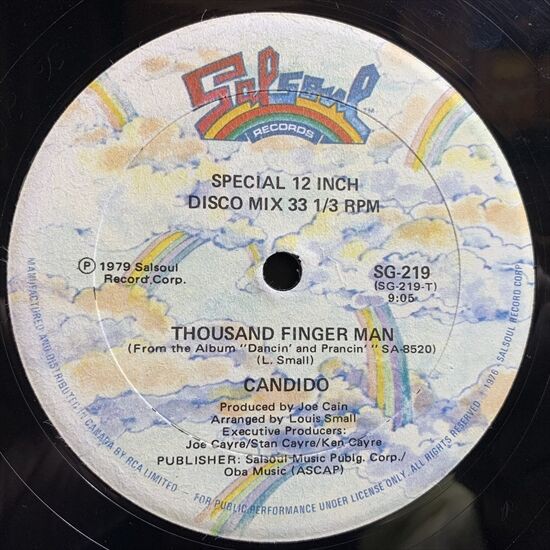 Salsoul™
RECORDS
SPECIAL 12 INCH
DISCO MIX 33 1/3 RPM
Ⓟ 1979 Salsoul
Record Corp.
SG-219
(SG-219-T)
9:05
THOUSAND FINGER MAN
(From the Album "Dancin' and Prancin' " SA-8520)
(L. Small)
CANDIDO
Produced by Joe Cain
Arranged by Louis Small
Executive Producers:
Joe Cayre/Stan Cayre/Ken Cayre
PUBLISHER: Salsoul Music Publg. Corp./
Oba Music (ASCAP)
MANUFACTURED AND DISTRIBUTED IN CANADA BY RCA LIMITED – FOR PUBLIC PERFORMANCE UNDER LICENSE ONLY. ALL RIGHTS RESERVED – 1976 – SALSOUL RECORD CORP.